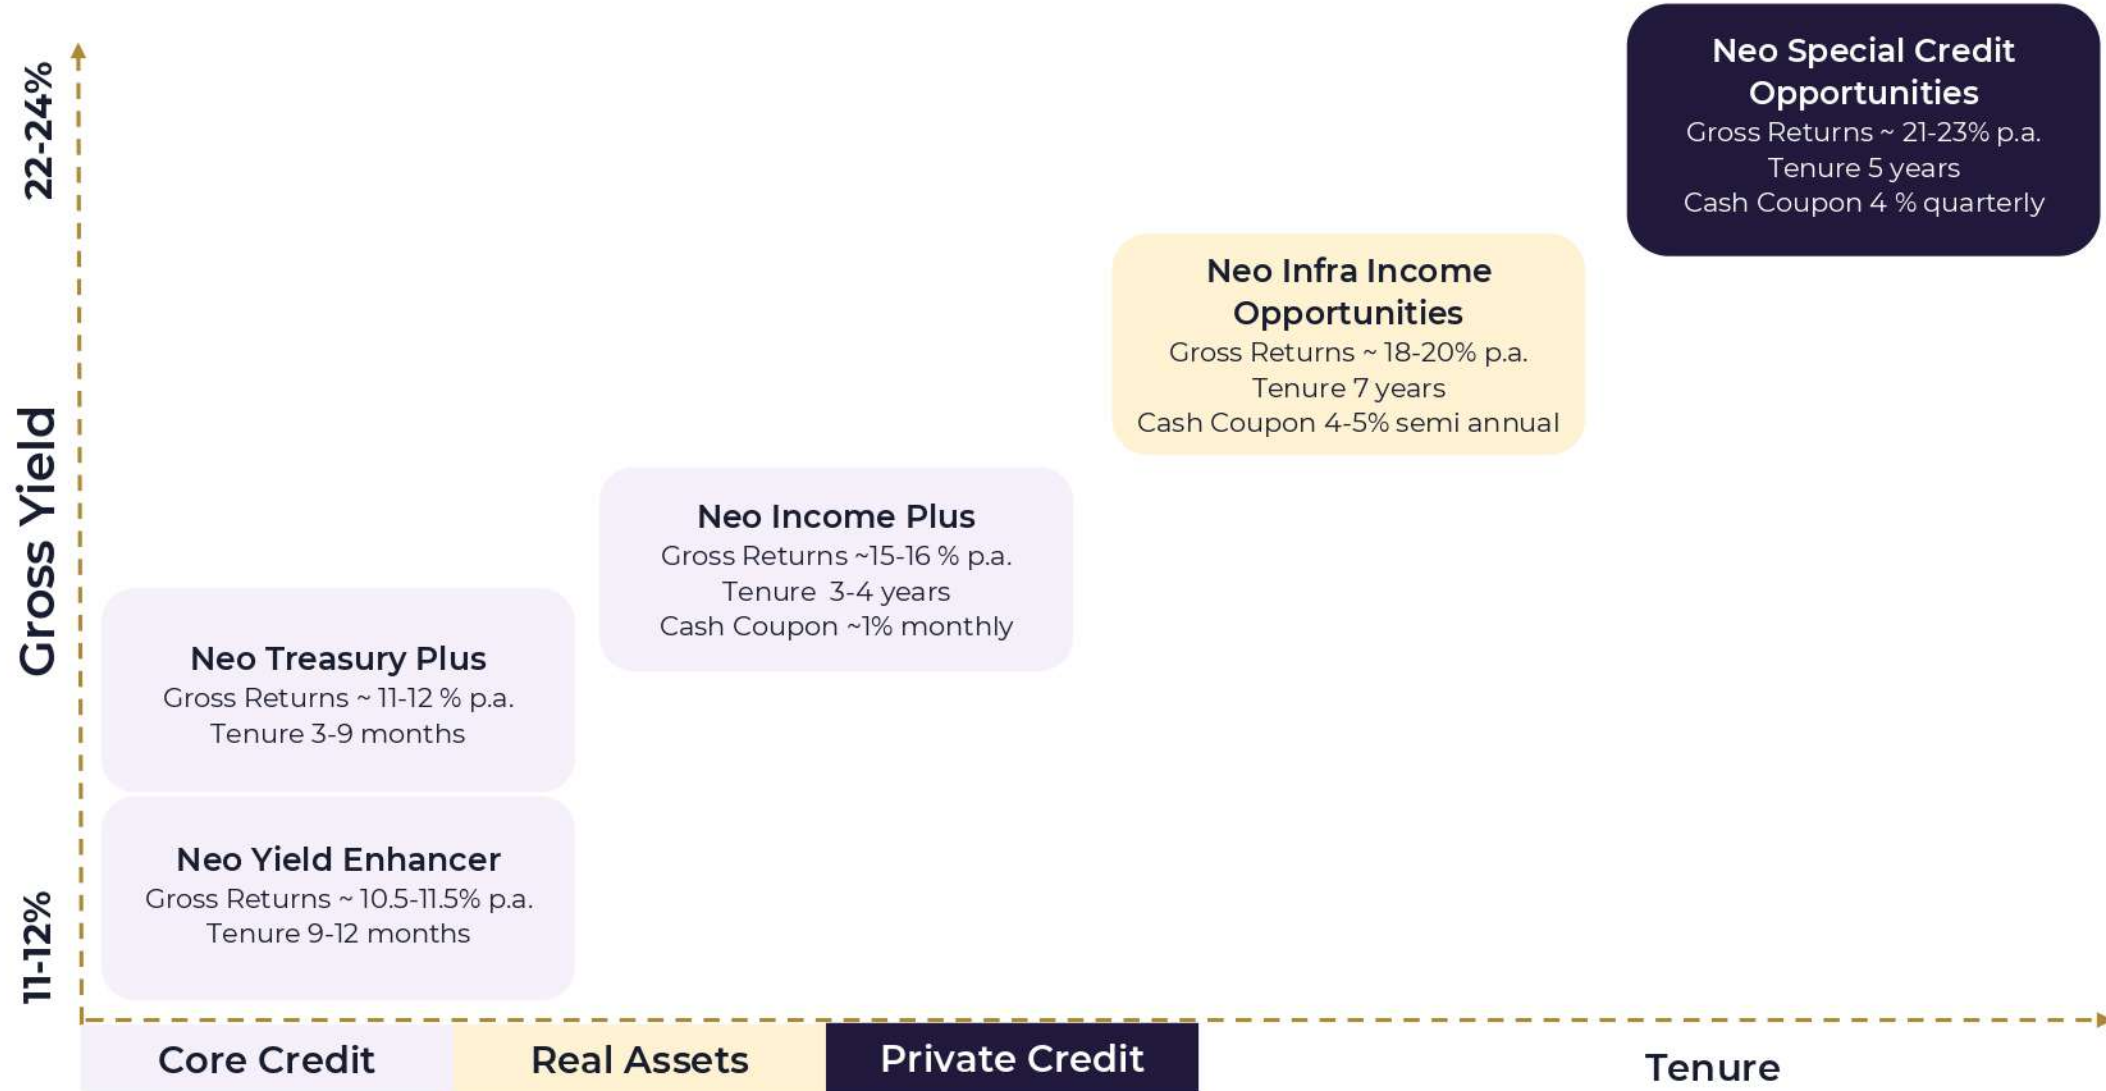 22-24%
Gross Yield
11-12%
Neo Special Credit
Opportunities
Gross Returns ~ 21-23% p.a.
Tenure 5 years
Cash Coupon 4 % quarterly
Neo Infra Income
Opportunities
Gross Returns ~ 18-20% p.a.
Tenure 7 years
Cash Coupon 4-5% semi annual
Neo Income Plus
Gross Returns ~15-16 % p.a.
Tenure 3-4 years
Cash Coupon ~1% monthly
Neo Treasury Plus
Gross Returns ~ 11-12 % p.a.
Tenure 3-9 months
Neo Yield Enhancer
Gross Returns ~ 10.5-11.5% p.a.
Tenure 9-12 months
Core Credit
Real Assets
Private Credit
Tenure